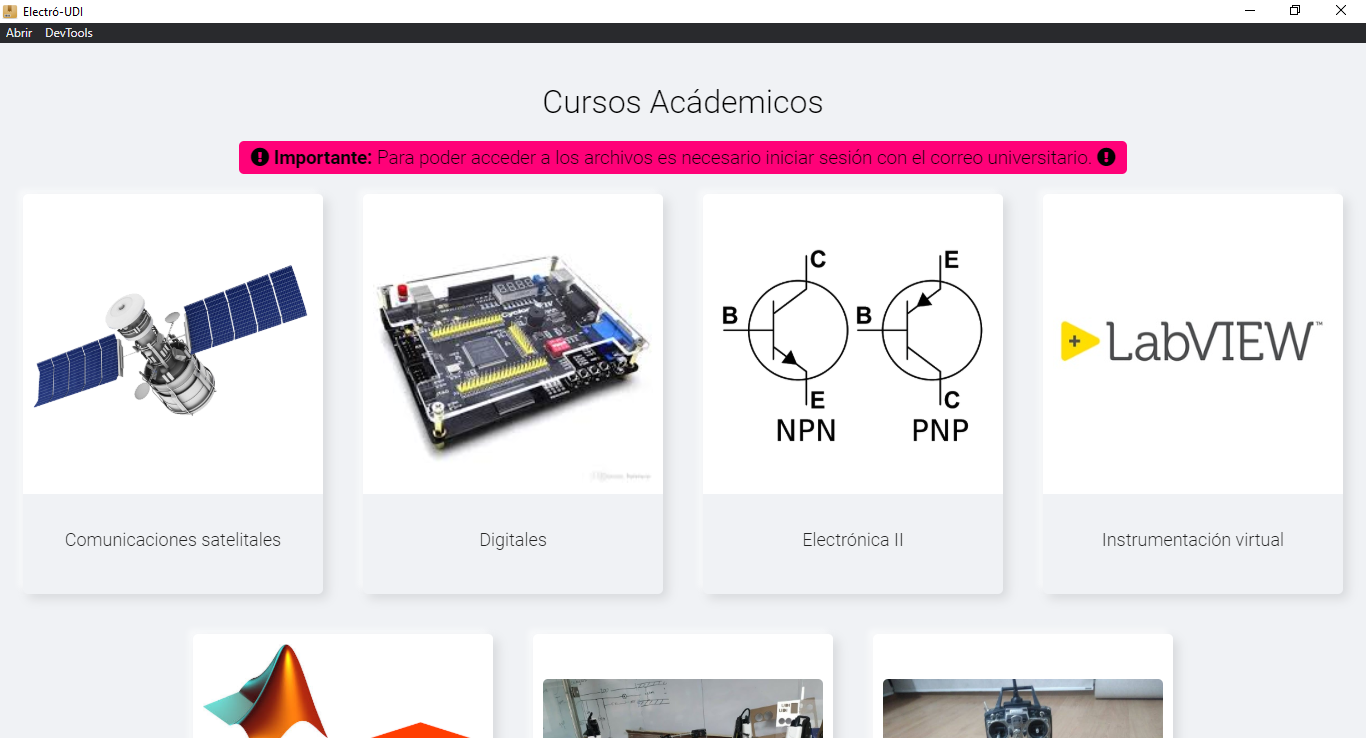 Electró-UDI
Abrir DevTools
Cursos Acádemicos
Importante: Para poder acceder a los archivos es necesario iniciar sesión con el correo universitario.
C
B
E
NPN
E
B
C
PNP
LabVIEW™
Comunicaciones satelitales
Digitales
Electrónica II
Instrumentación virtual